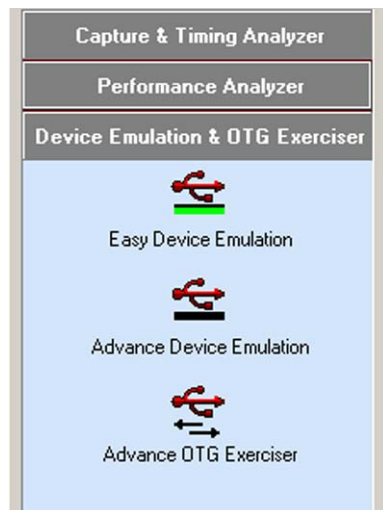 Capture & Timing Analyzer
Performance Analyzer
Device Emulation & OTG Exerciser
Easy Device Emulation
Advance Device Emulation
Advance OTG Exerciser